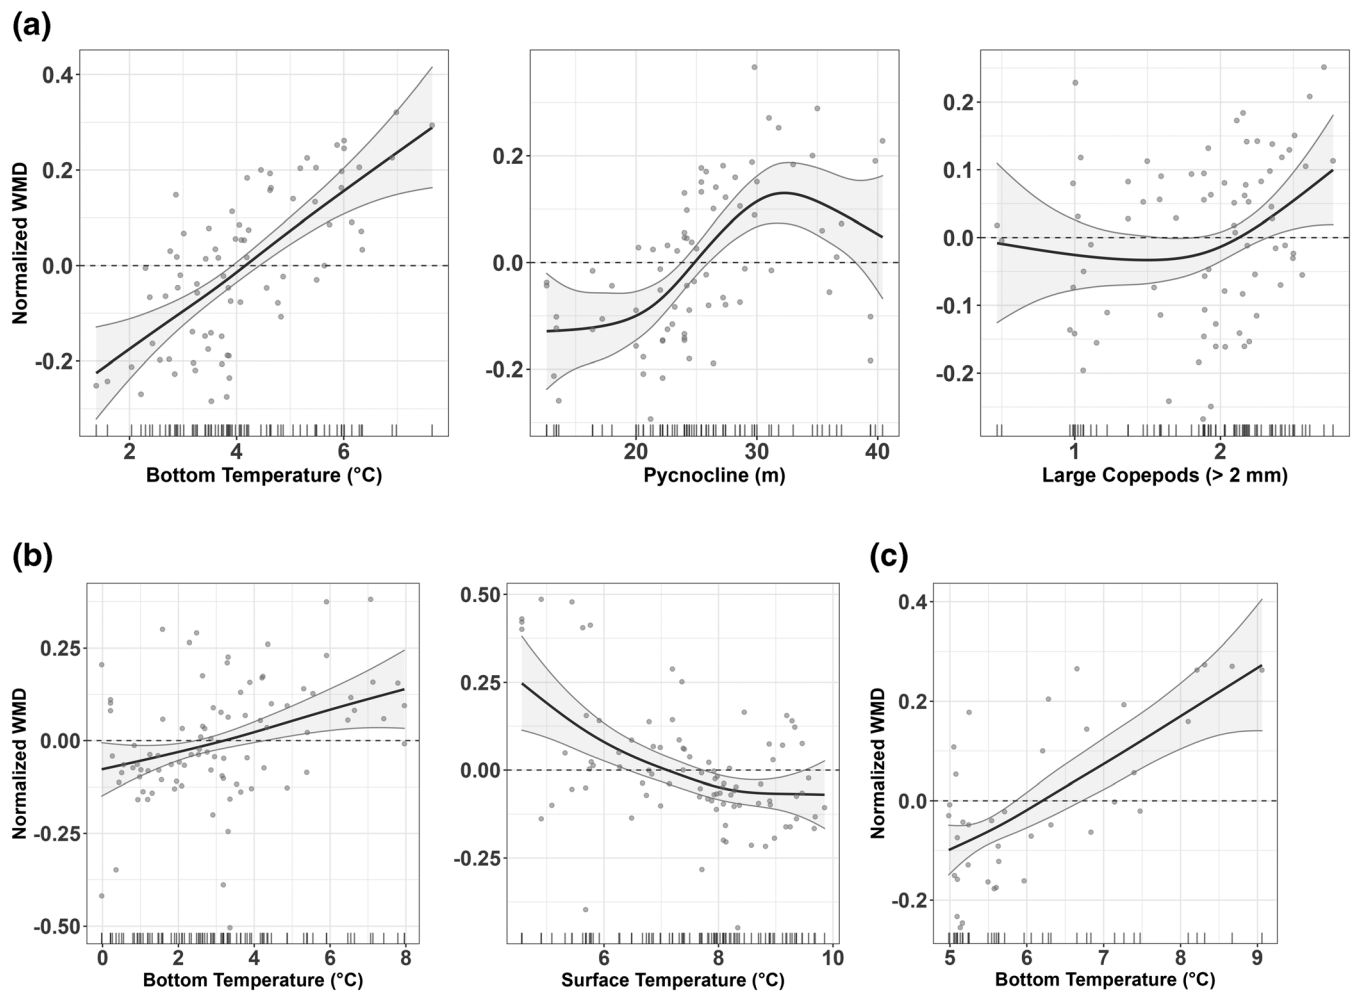 (a)
Normalized WMD
0.4
0.2
0.0
-0.2
2 4 6
Bottom Temperature (°C)
0.2
0.0
-0.2
20 30 40
Pycnocline (m)
0.2
0.1
0.0
-0.1
-0.2
1 2
Large Copepods (> 2 mm)
(b)
Normalized WMD
0.25
0.00
-0.25
-0.50
0 2 4 6 8
Bottom Temperature (°C)
0.50
0.25
0.00
-0.25
6 8 10
Surface Temperature (°C)
(c)
Normalized WMD
0.4
0.2
0.0
-0.2
5 6 7 8 9
Bottom Temperature (°C)